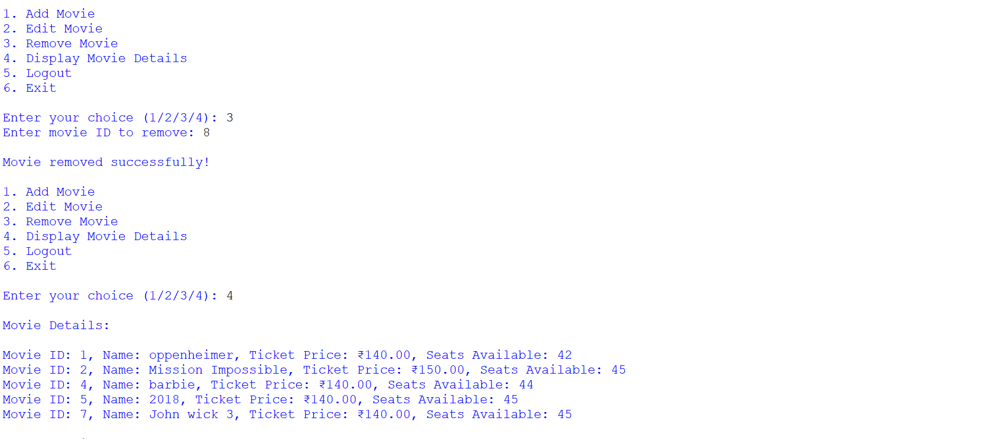 1. Add Movie
2. Edit Movie
3. Remove Movie
4. Display Movie Details
5. Logout
6. Exit
Enter your choice (1/2/3/4): 3
Enter movie ID to remove: 8
Movie removed successfully!
1. Add Movie
2. Edit Movie
3. Remove Movie
4. Display Movie Details
5. Logout
6. Exit
Enter your choice (1/2/3/4): 4
Movie Details:
Movie ID: 1, Name: oppenheimer, Ticket Price: ₹140.00, Seats Available: 42
Movie ID: 2, Name: Mission Impossible, Ticket Price: ₹150.00, Seats Available: 45
Movie ID: 4, Name: barbie, Ticket Price: ₹140.00, Seats Available: 44
Movie ID: 5, Name: 2018, Ticket Price: ₹140.00, Seats Available: 45
Movie ID: 7, Name: John wick 3, Ticket Price: ₹140.00, Seats Available: 45